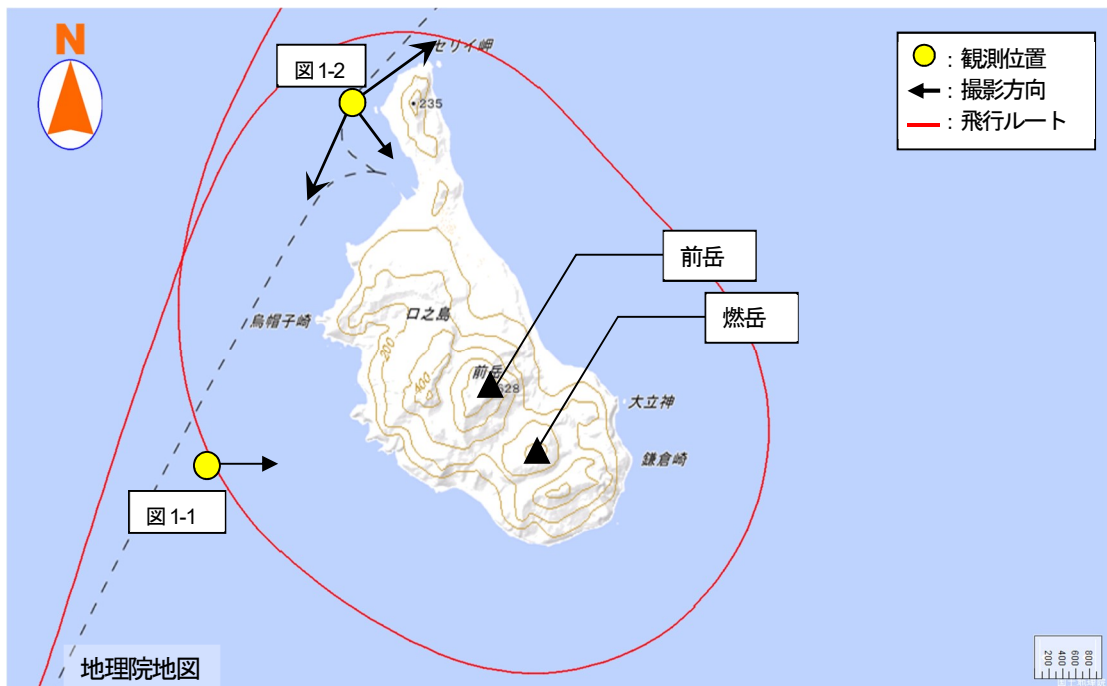 N
図 1-2
セリイ岬
・235
: 観測位置
: 撮影方向
: 飛行ルート
前岳
燃岳
烏帽子崎
口之島
200
400
前岳
628
大立神
鎌倉崎
図 1-1
地理院地図
200
400
600
800